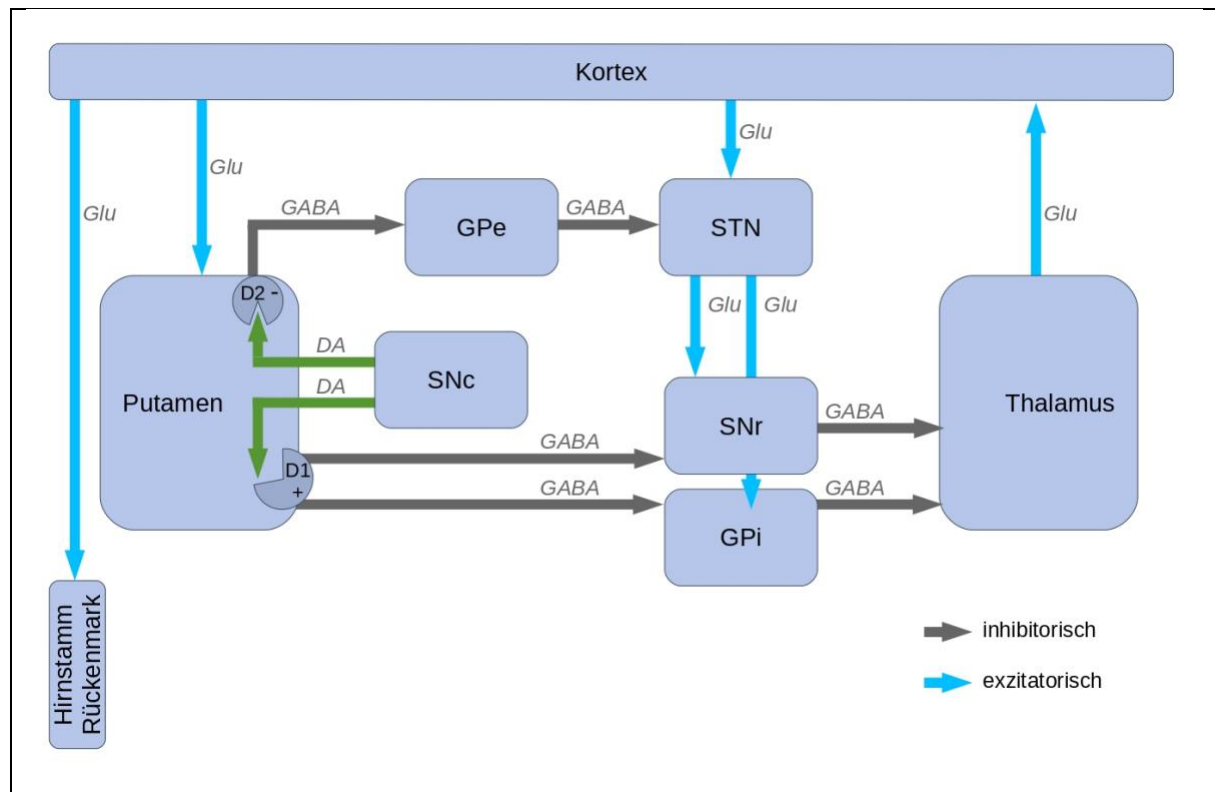 Kortex
Glu
Glu
Glu
Glu
GABA
GABA
GPe
STN
D2 -
Glu
Glu
DA
DA
SNc
Putamen
D1
+
GABA
GABA
SNr
GPi
GABA
GABA
Thalamus
Hirnstamm
Rückenmark
inhibitorisch
exzitatorisch